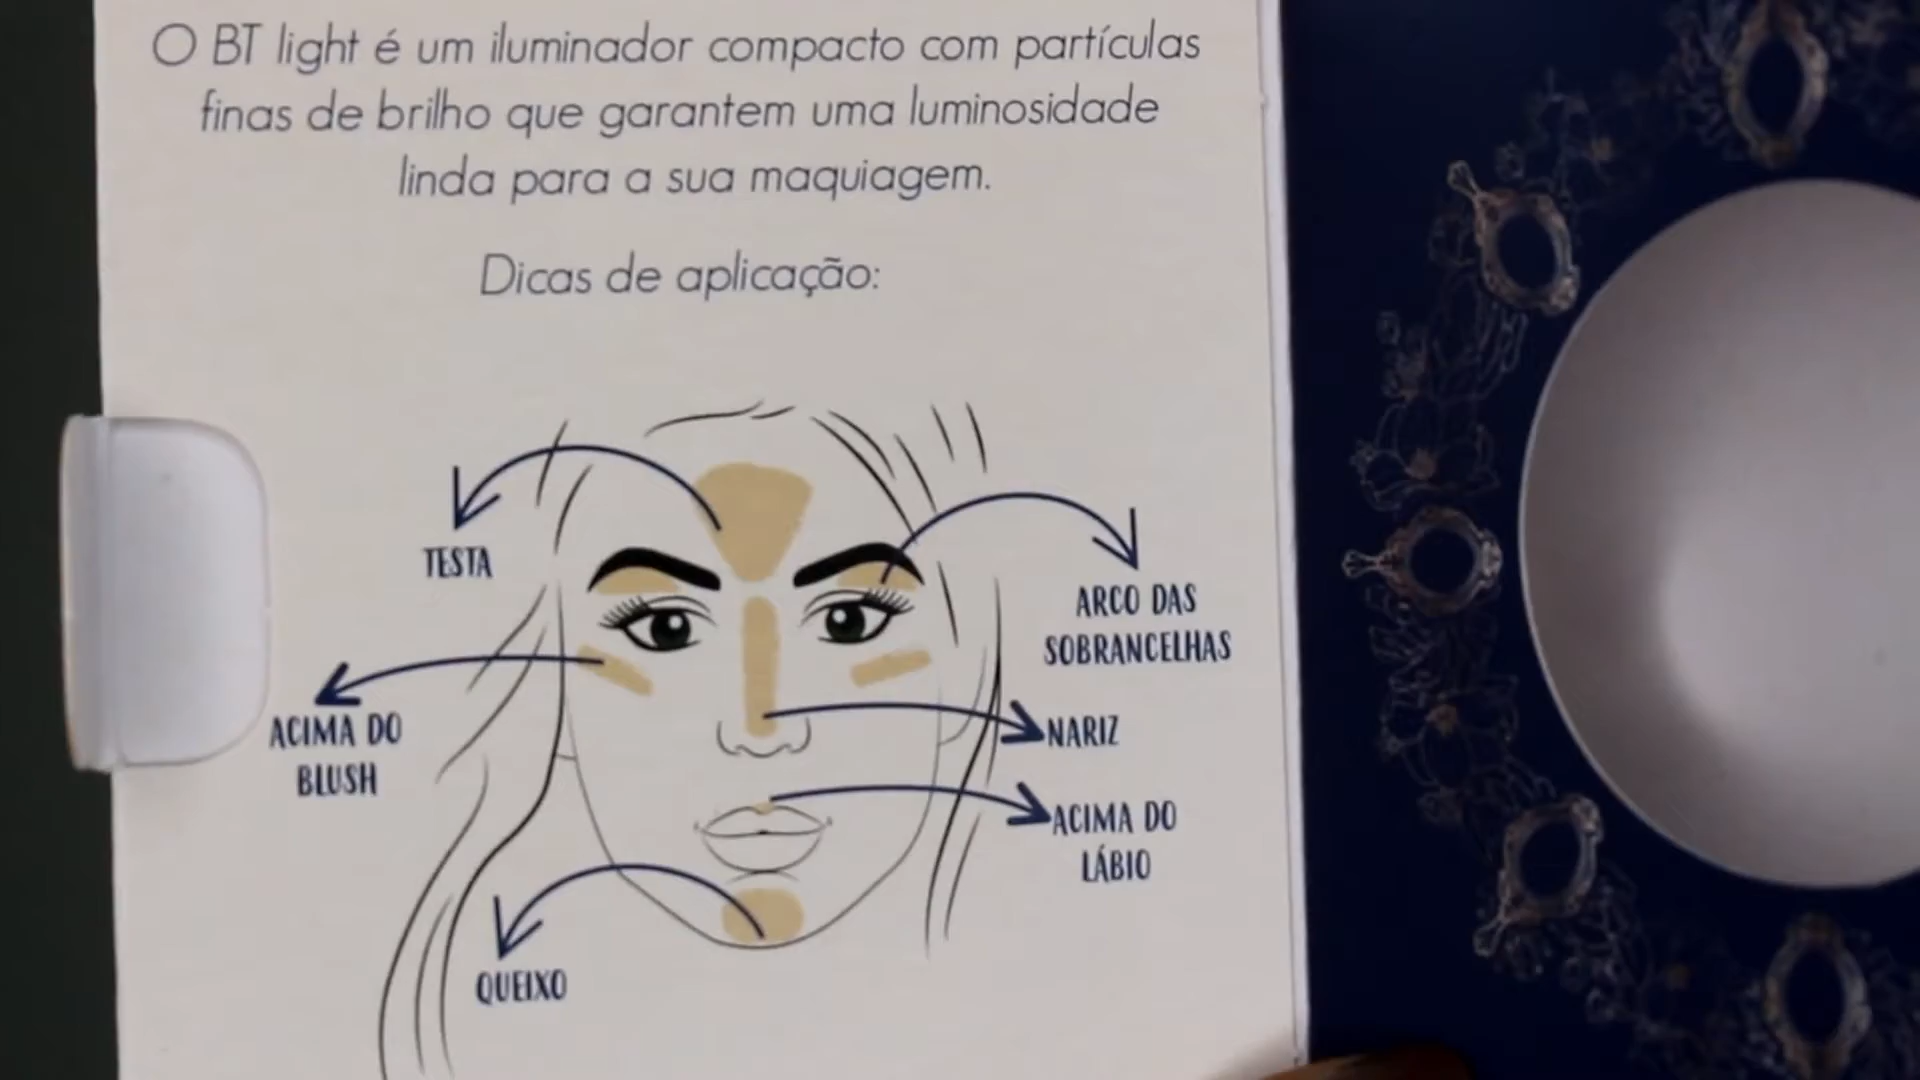 O BT light é um iluminador compacto com partículas
finas de brilho que garantem uma luminosidade
linda para a sua maquiagem.
Dicas de aplicação:
TESTA
ARCO DAS
SOBRANCELHAS
ACIMA DO
BLUSH
NARIZ
ACIMA DO
LÁBIO
QUEIXO